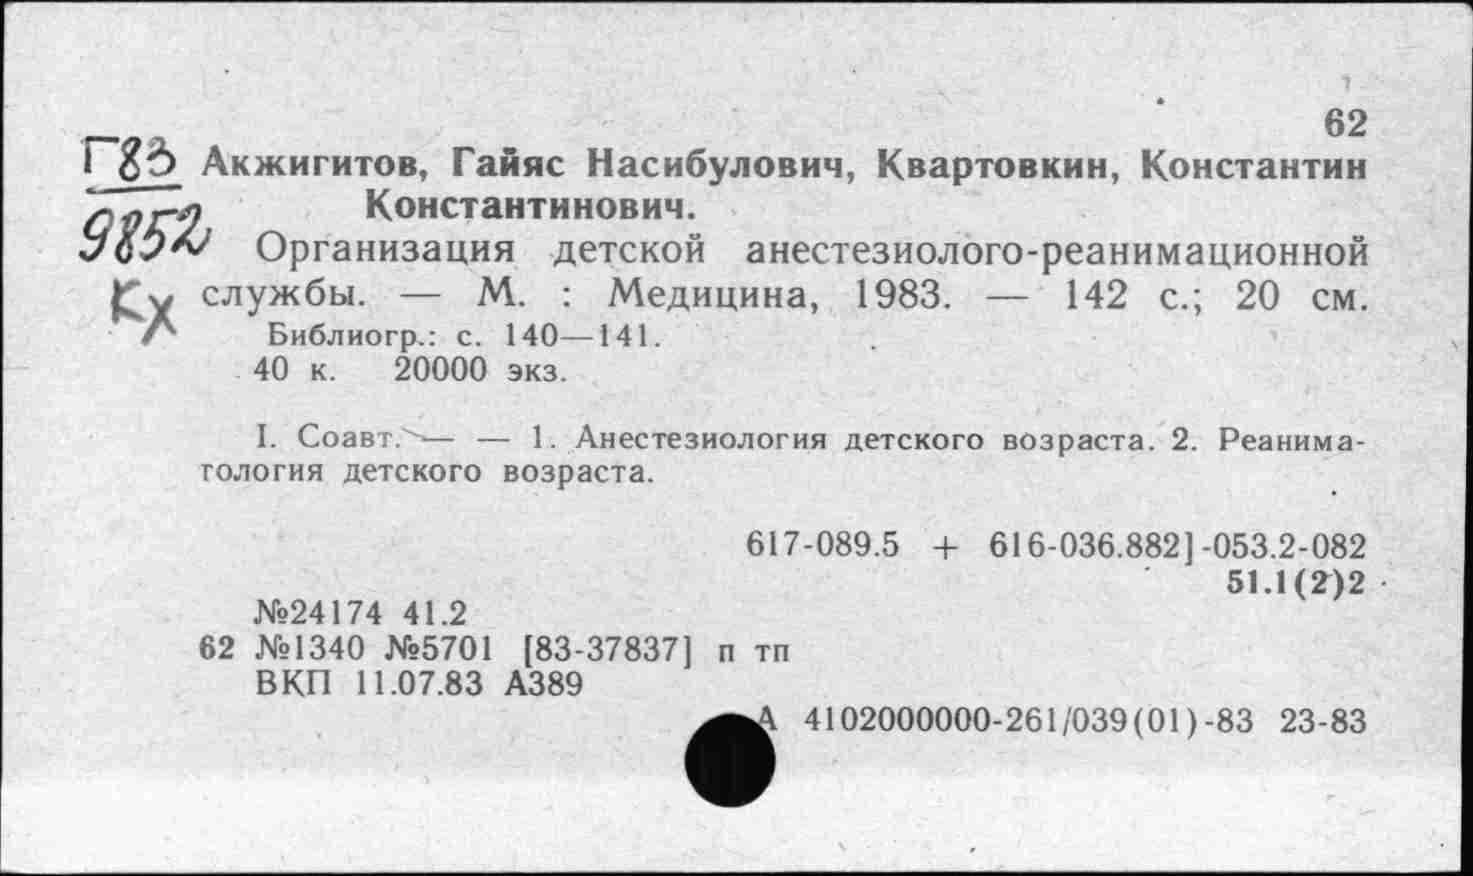 62
Г83 Акжигитов, Гайяс Насибулович, Квартовкин, Константин
Константинович.
9852
Организация детской анестезиолого-реанимационной
Кх службы. — М. : Медицина, 1983. — 142 с.; 20 см.
Библиогр.: с. 140—141.
40 к. 20000 экз.
I. Соавт. — — 1. Анестезиология детского возраста. 2. Реанима-
тология детского возраста.
617-089.5 + 616-036.882]-053.2-082
51.1(2)2
№24174 41.2
62 №1340 №5701 [83-37837] п тп
ВКП 11.07.83 А389
А 4102000000-261/039(01)-83 23-83